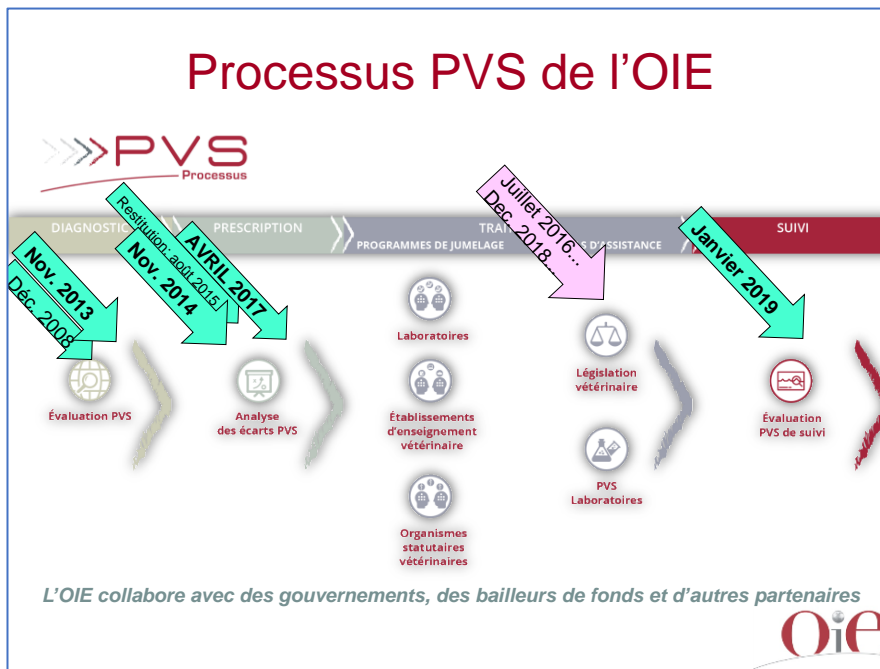 Processus PVS de l'OIE
PVS
Processus
DIAGNOSTIC
PRESCRIPTION
SUIVI
PROGRAMMES DE JUMELAGE
D'ASSISTANCE
Nov. 2013
Déc. 2008
Restitution: août 2015
Nov. 2014
AVRIL 2017
Juillet 2016...
Dec. 2018...
Janvier 2019
Évaluation PVS
Analyse
des écarts PVS
Laboratoires
Établissements
d'enseignement
vétérinaire
Organismes
statutaires
vétérinaires
Législation
vétérinaire
PVS
Laboratoires
Évaluation
PVS de suivi
L'OIE collabore avec des gouvernements, des bailleurs de fonds et d'autres partenaires
OiE